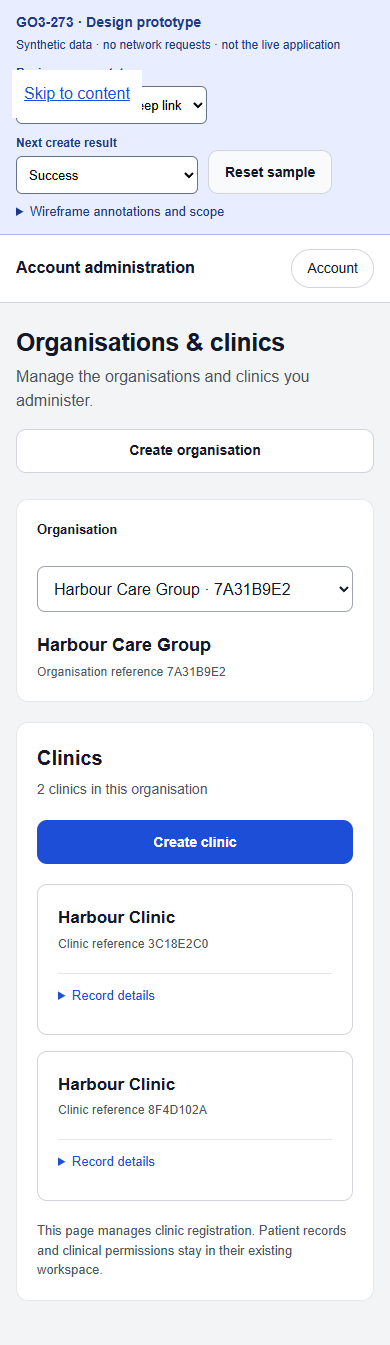 GO3-273 · Design prototype
Synthetic data · no network requests · not the live application
Skip to content
eep link
Next create result
Success
Reset sample
Wireframe annotations and scope
Account administration
Account
Organisations & clinics
Manage the organisations and clinics you
administer.
Create organisation
Organisation
Harbour Care Group · 7A31B9E2
Harbour Care Group
Organisation reference 7A31B9E2
Clinics
2 clinics in this organisation
Create clinic
Harbour Clinic
Clinic reference 3C18E2C0
Record details
Harbour Clinic
Clinic reference 8F4D102A
Record details
This page manages clinic registration. Patient records
and clinical permissions stay in their existing
workspace.